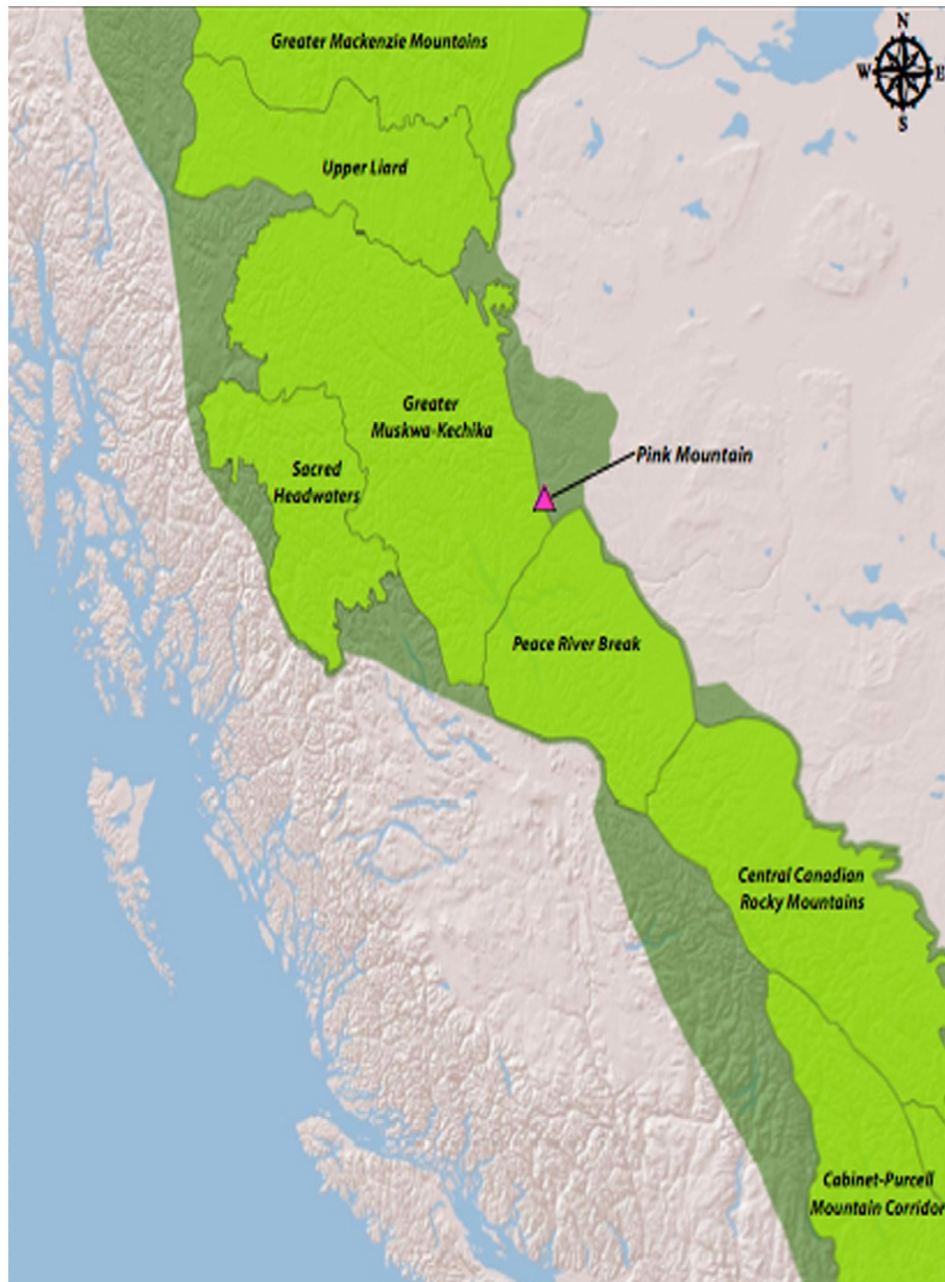 Greater Mackenzie Mountains
N
W E
S
Upper Liard
Greater
Muskwa-Kechika
Pink Mountain
Sacred
Headwaters
Peace River Break
Central Canadian
Rocky Mountains
Cabinet-Purcell
Mountain Corridor